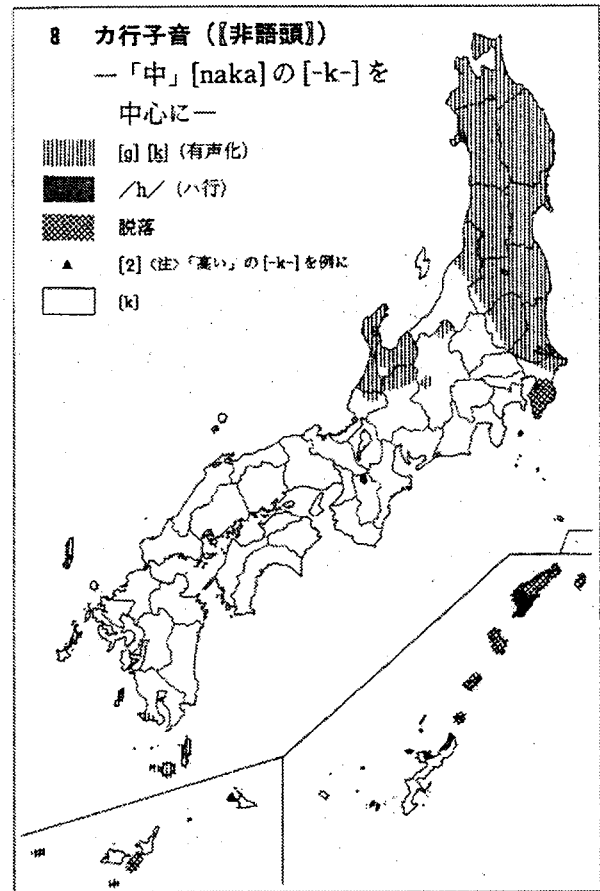 8 カ行子音（〖非語頭〗）
―「中」[naka]の[-k-]を
中心に―
[g] [k̬]（有声化）
/h/（ハ行）
脱落
[2]〈注〉「高い」の[-k-]を例に
[k]